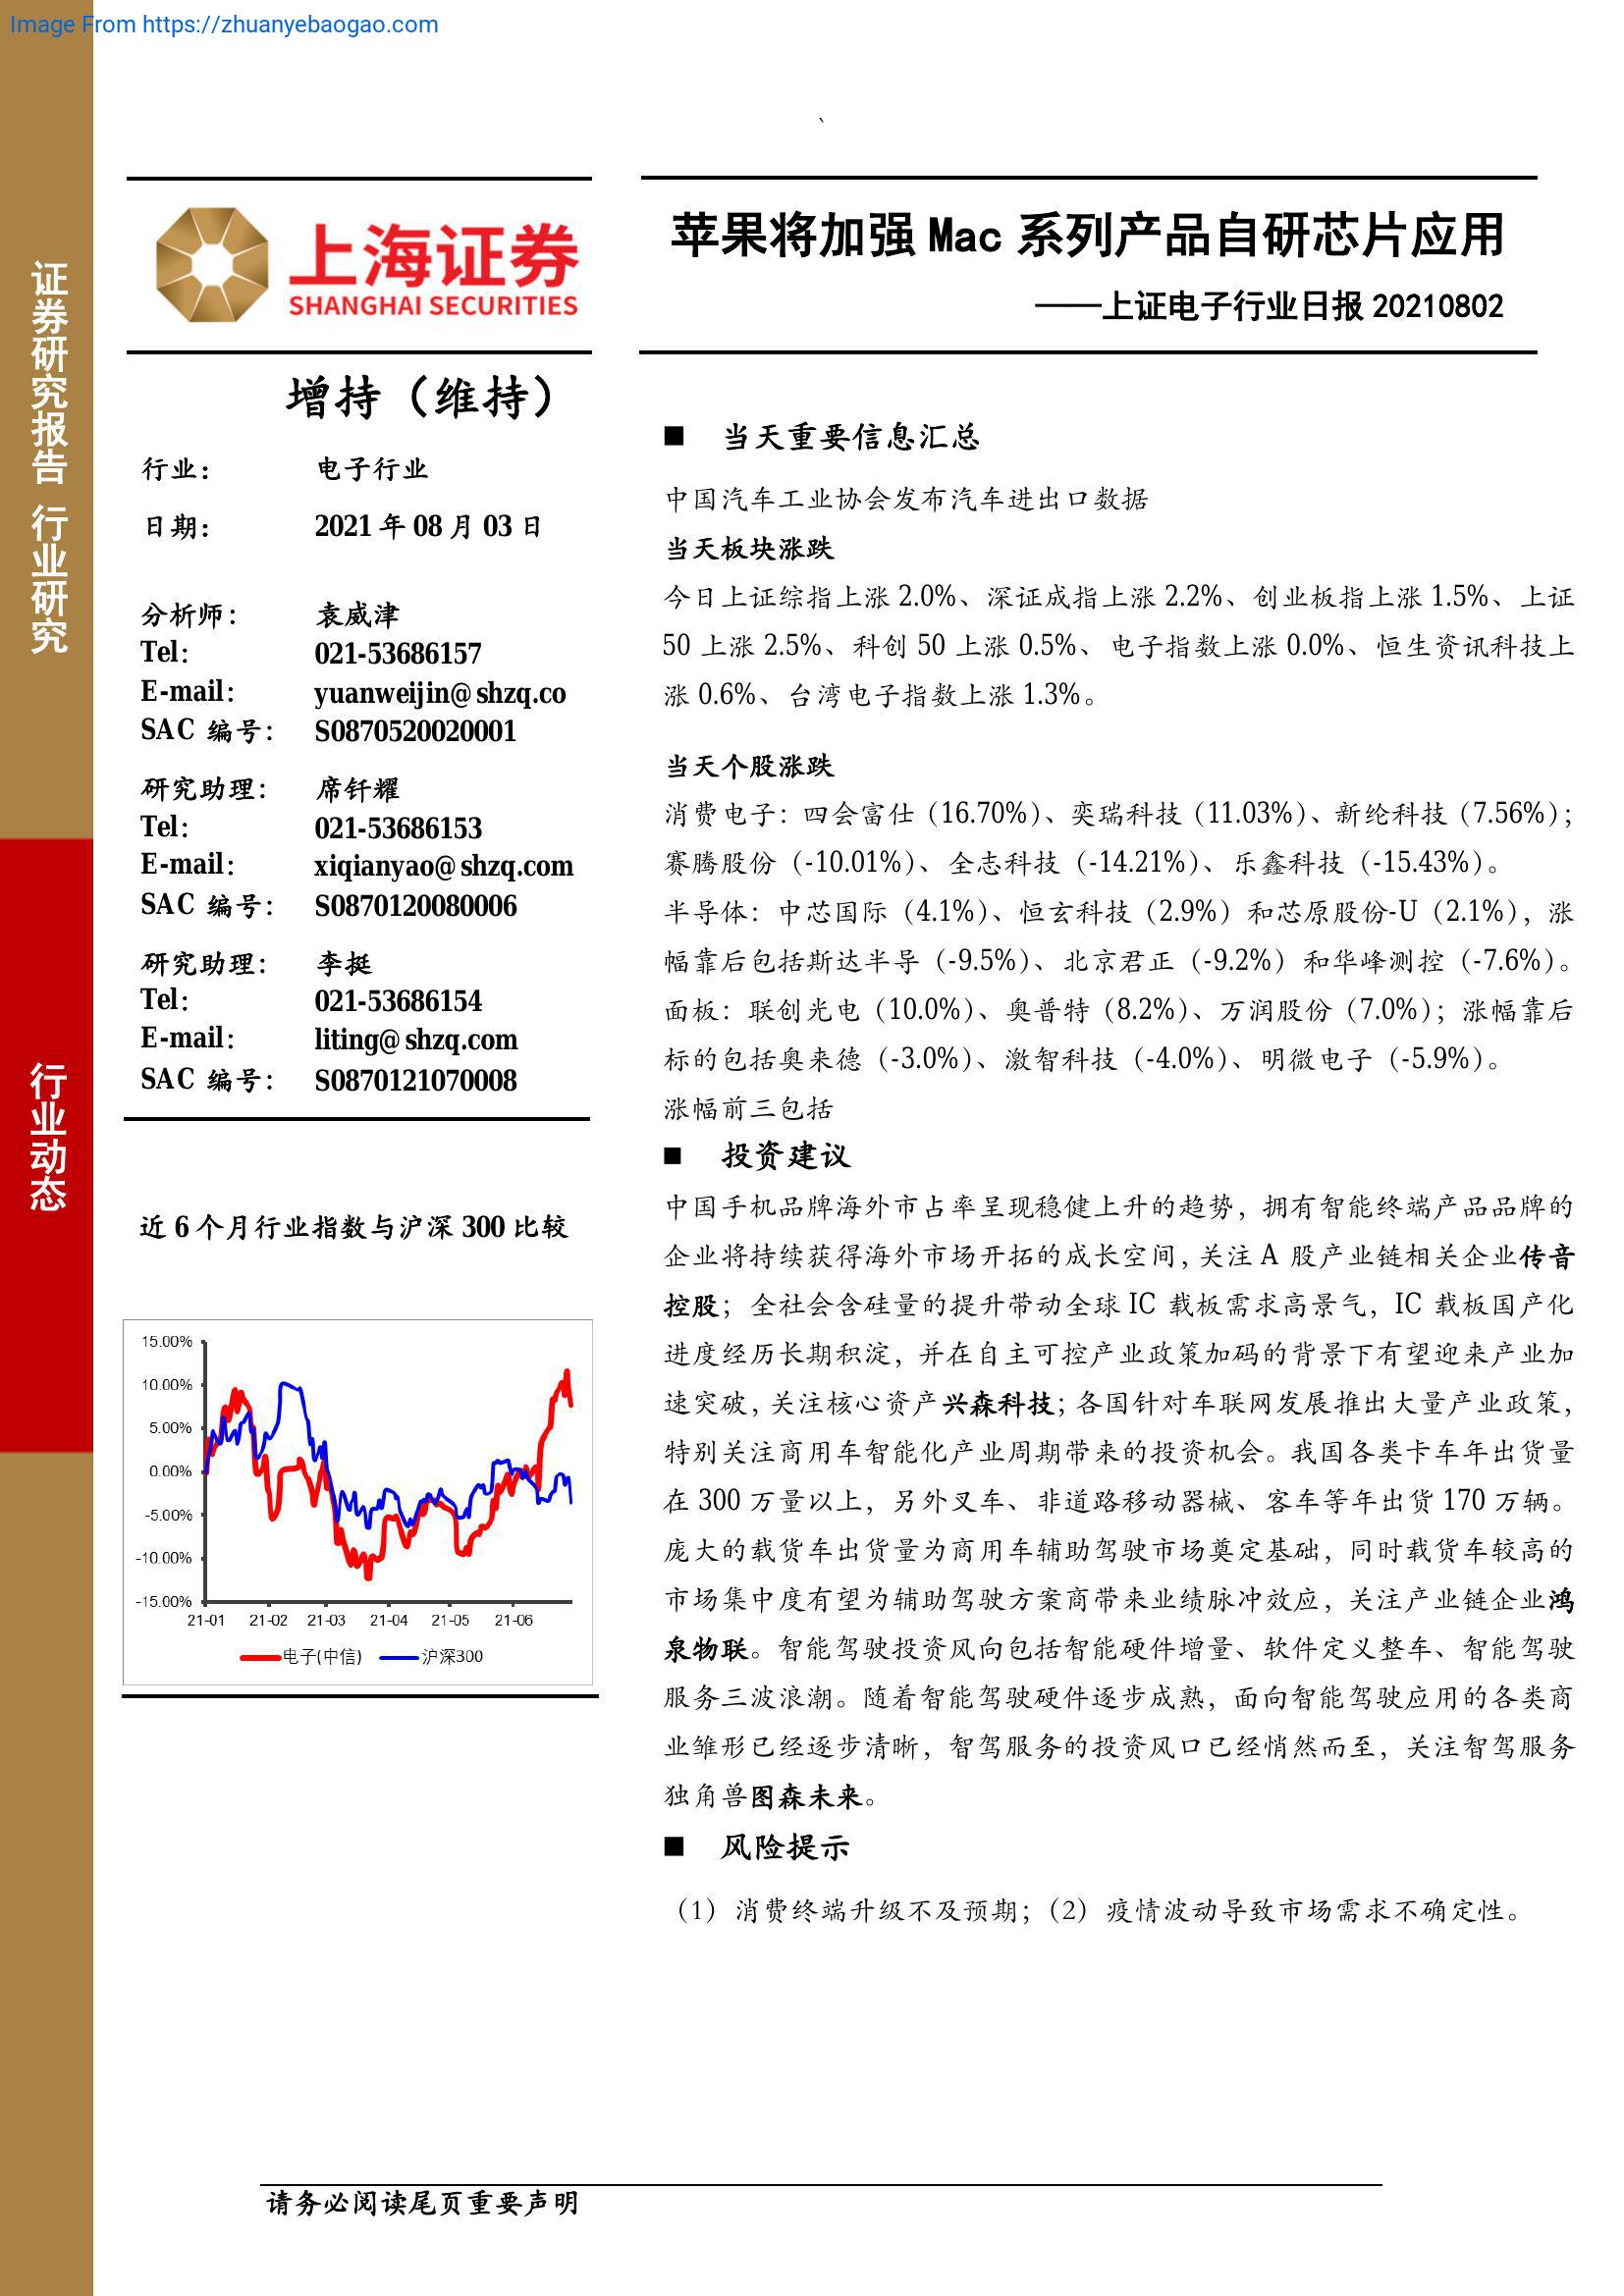 Image From https://zhuanyebaogao.com
、
证券研究报告 行业研究
行业动态
上海证券
SHANGHAI SECURITIES
苹果将加强 Mac 系列产品自研芯片应用
——上证电子行业日报 20210802
增持（维持）
行业： 电子行业
日期： 2021 年 08 月 03 日
分析师： 袁威津
Tel： 021-53686157
E-mail： yuanweijin@shzq.co
SAC 编号： S0870520020001
研究助理： 席钎耀
Tel： 021-53686153
E-mail： xiqianyao@shzq.com
SAC 编号： S0870120080006
研究助理： 李挺
Tel： 021-53686154
E-mail： liting@shzq.com
SAC 编号： S0870121070008
近 6 个月行业指数与沪深 300 比较
15.00%
10.00%
5.00%
0.00%
-5.00%
-10.00%
-15.00%
21-01 21-02 21-03 21-04 21-05 21-06
电子(中信) 沪深300
■ 当天重要信息汇总
中国汽车工业协会发布汽车进出口数据
当天板块涨跌
今日上证综指上涨 2.0%、深证成指上涨 2.2%、创业板指上涨 1.5%、上证
50 上涨 2.5%、科创 50 上涨 0.5%、电子指数上涨 0.0%、恒生资讯科技上
涨 0.6%、台湾电子指数上涨 1.3%。
当天个股涨跌
消费电子：四会富仕（16.70%）、奕瑞科技（11.03%）、新纶科技（7.56%）；
赛腾股份（-10.01%）、全志科技（-14.21%）、乐鑫科技（-15.43%）。
半导体：中芯国际（4.1%）、恒玄科技（2.9%）和芯原股份-U（2.1%），涨
幅靠后包括斯达半导（-9.5%）、北京君正（-9.2%）和华峰测控（-7.6%）。
面板：联创光电（10.0%）、奥普特（8.2%）、万润股份（7.0%）；涨幅靠后
标的包括奥来德（-3.0%）、激智科技（-4.0%）、明微电子（-5.9%）。
涨幅前三包括
■ 投资建议
中国手机品牌海外市占率呈现稳健上升的趋势，拥有智能终端产品品牌的
企业将持续获得海外市场开拓的成长空间，关注 A 股产业链相关企业传音
控股；全社会含硅量的提升带动全球 IC 载板需求高景气，IC 载板国产化
进度经历长期积淀，并在自主可控产业政策加码的背景下有望迎来产业加
速突破，关注核心资产兴森科技；各国针对车联网发展推出大量产业政策，
特别关注商用车智能化产业周期带来的投资机会。我国各类卡车年出货量
在 300 万量以上，另外叉车、非道路移动器械、客车等年出货 170 万辆。
庞大的载货车出货量为商用车辅助驾驶市场奠定基础，同时载货车较高的
市场集中度有望为辅助驾驶方案商带来业绩脉冲效应，关注产业链企业鸿
泉物联。智能驾驶投资风向包括智能硬件增量、软件定义整车、智能驾驶
服务三波浪潮。随着智能驾驶硬件逐步成熟，面向智能驾驶应用的各类商
业雏形已经逐步清晰，智驾服务的投资风口已经悄然而至，关注智驾服务
独角兽图森未来。
■ 风险提示
（1）消费终端升级不及预期；（2）疫情波动导致市场需求不确定性。
请务必阅读尾页重要声明